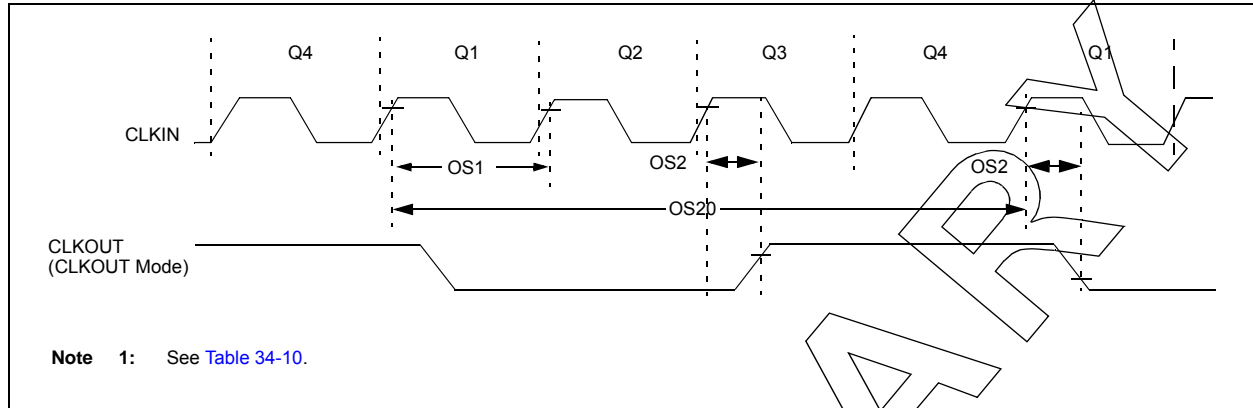 Q4 Q1 Q2 Q3 Q4 Q1
CLKIN
OS1 OS2 OS2
OS20
CLKOUT
(CLKOUT Mode)
Note 1: See Table 34-10.
A R Y